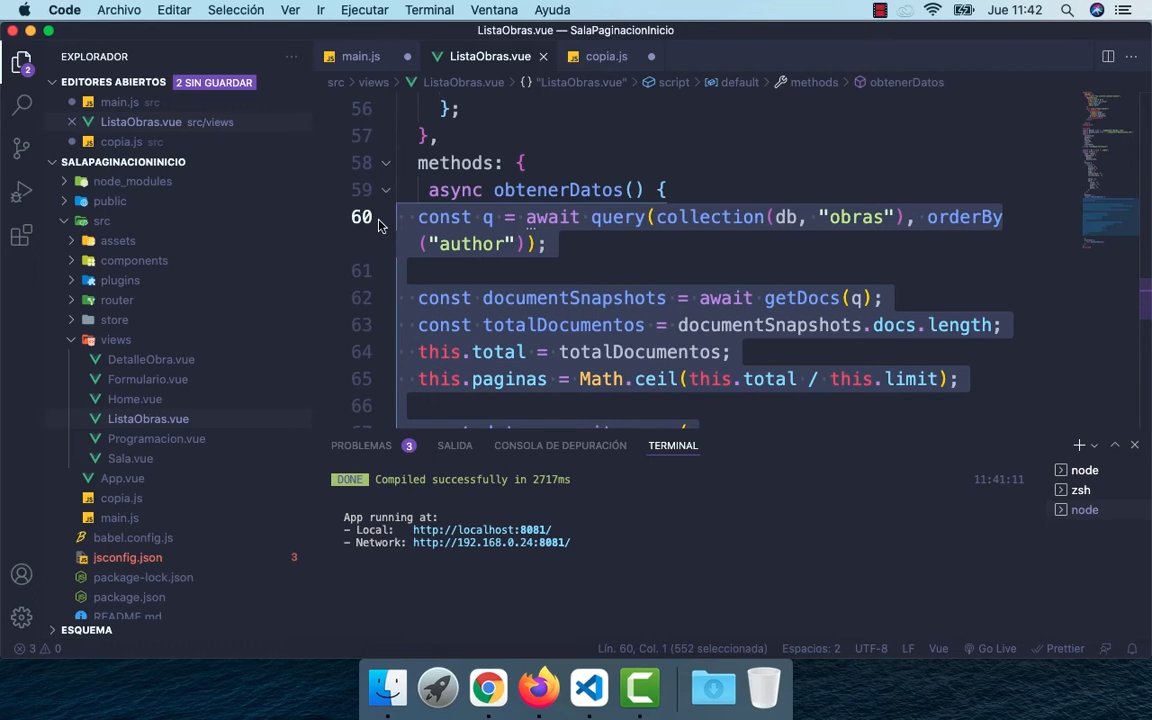 Code Archivo Editar Selección Ver Ir Ejecutar Terminal Ventana Ayuda Jue 11:42
ListaObras.vue — SalaPaginacionInicio
EXPLORADOR
main.js ListaObras.vue copia.js
2
EDITORES ABIERTOS 2 SIN GUARDAR
src > views > ListaObras.vue > {} "ListaObras.vue" > script > default > methods > obtenerDatos
main.js src
ListaObras.vue src/views
copia.js src
SALAPAGINACIONINICIO
node_modules
public
src
assets
components
plugins
router
store
views
DetalleObra.vue
Formulario.vue
Home.vue
ListaObras.vue
Programacion.vue
Sala.vue
App.vue
copia.js
main.js
babel.config.js
jsconfig.json 3
package-lock.json
package.json
README.md
ESQUEMA
56 };
57 },
58 methods: {
59 async obtenerDatos() {
60 const q = await query(collection(db, "obras"), orderBy
("author"));
61
62 const documentSnapshots = await getDocs(q);
63 const totalDocumentos = documentSnapshots.docs.length;
64 this.total = totalDocumentos;
65 this.paginas = Math.ceil(this.total / this.limit);
66
PROBLEMAS 3 SALIDA CONSOLA DE DEPURACIÓN TERMINAL
DONE Compiled successfully in 2717ms 11:41:11
App running at:
- Local: http://localhost:8081/
- Network: http://192.168.0.24:8081/
node
zsh
node
3 0 Lín. 60, Col. 1 (552 seleccionada) Espacios: 2 UTF-8 LF Vue Go Live Prettier